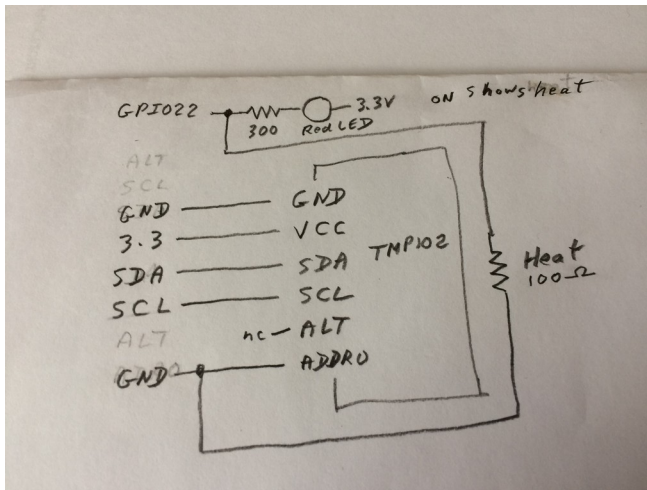 GPIO22 300 Red LED 3.3V ON Shows heat
ALT
SCL
GND GND
3.3 VCC
SDA SDA TMP102
SCL SCL
ALT nc ALT
GND ADDR0
Heat
100Ω